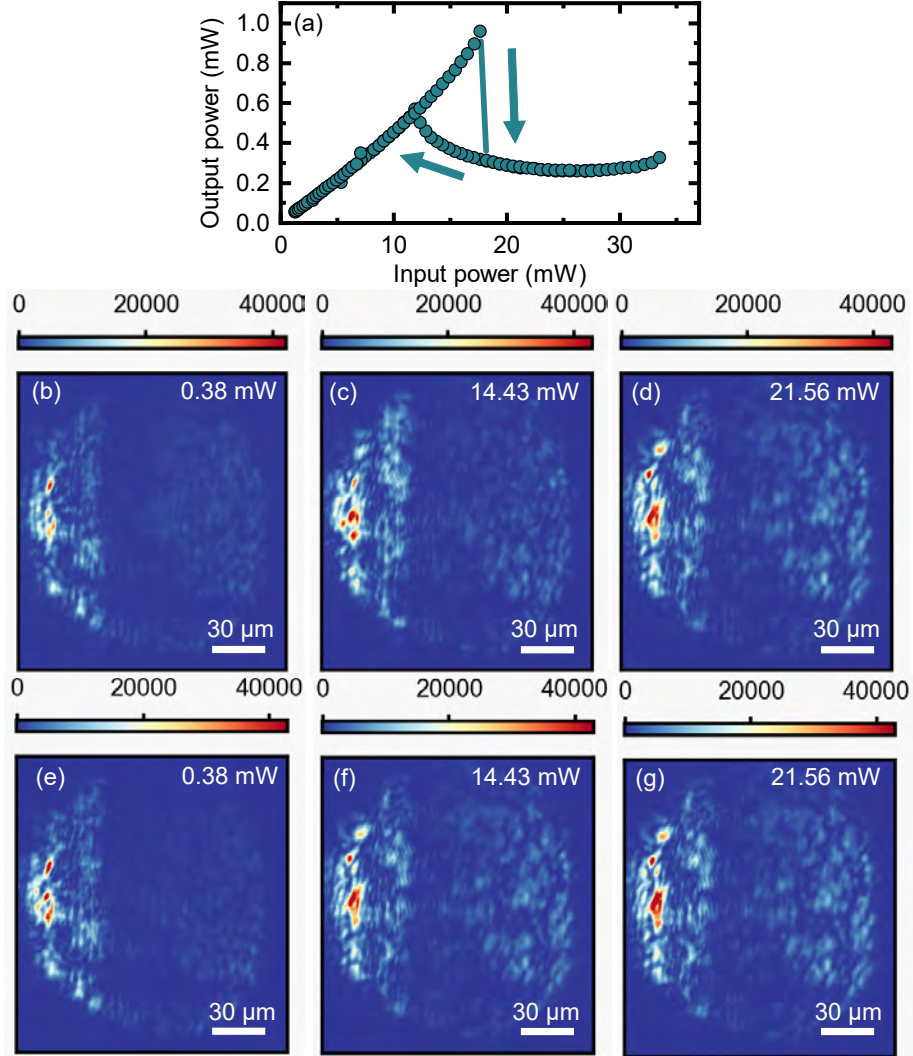 (a)
Output power (mW)
1.0
0.8
0.6
0.4
0.2
0.0
0 10 20 30
Input power (mW)
0 20000 40000 0 20000 40000 0 20000 40000
(b) 0.38 mW (c) 14.43 mW (d) 21.56 mW
30 µm 30 µm 30 µm
0 20000 40000 0 20000 40000 0 20000 40000
(e) 0.38 mW (f) 14.43 mW (g) 21.56 mW
30 µm 30 µm 30 µm